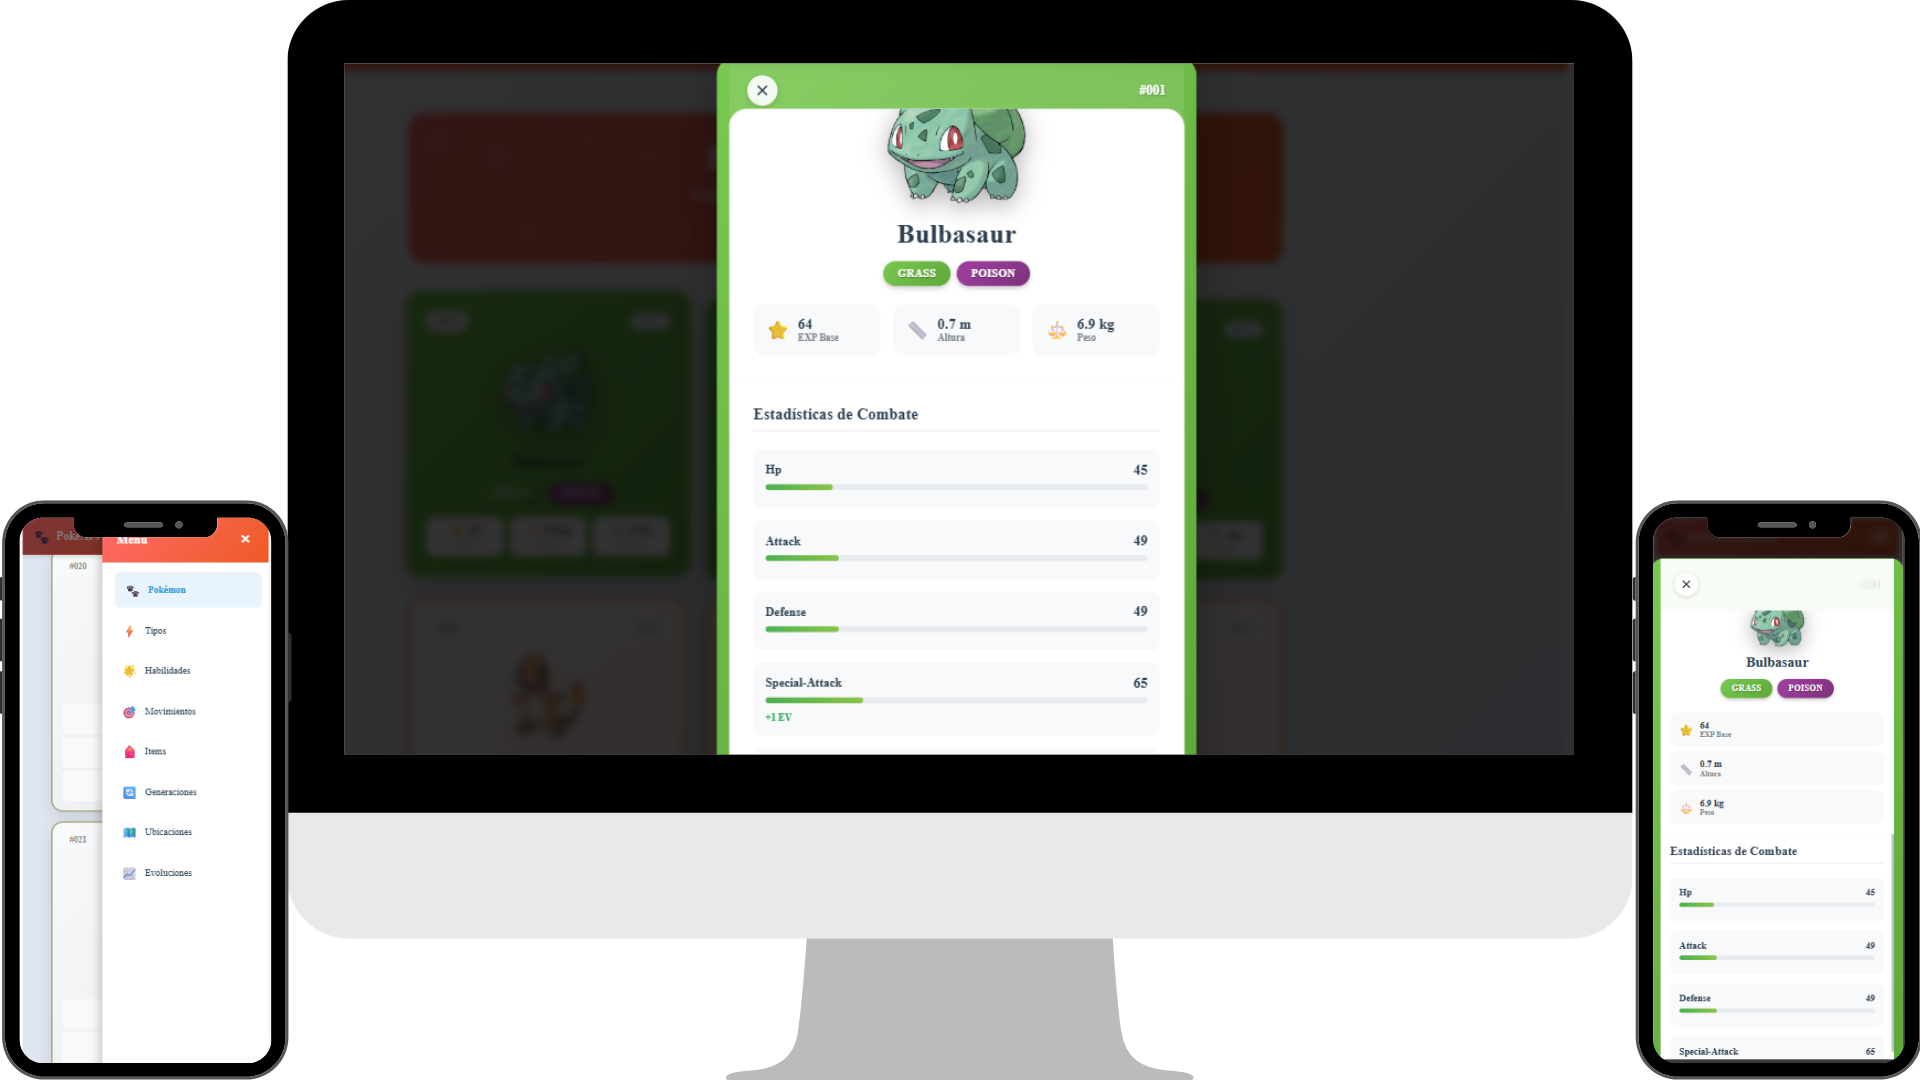 #001
Bulbasaur
GRASS POISON
64
EXP Base
0.7 m
Altura
6.9 kg
Peso
Estadísticas de Combate
Hp 45
Attack 49
Defense 49
Special-Attack 65
+1 EV
Menú
#020
#021
Pokémon
Tipos
Habilidades
Movimientos
Items
Generaciones
Ubicaciones
Evoluciones
#001
Bulbasaur
GRASS POISON
64
EXP Base
0.7 m
Altura
6.9 kg
Peso
Estadísticas de Combate
Hp 45
Attack 49
Defense 49
Special-Attack 65